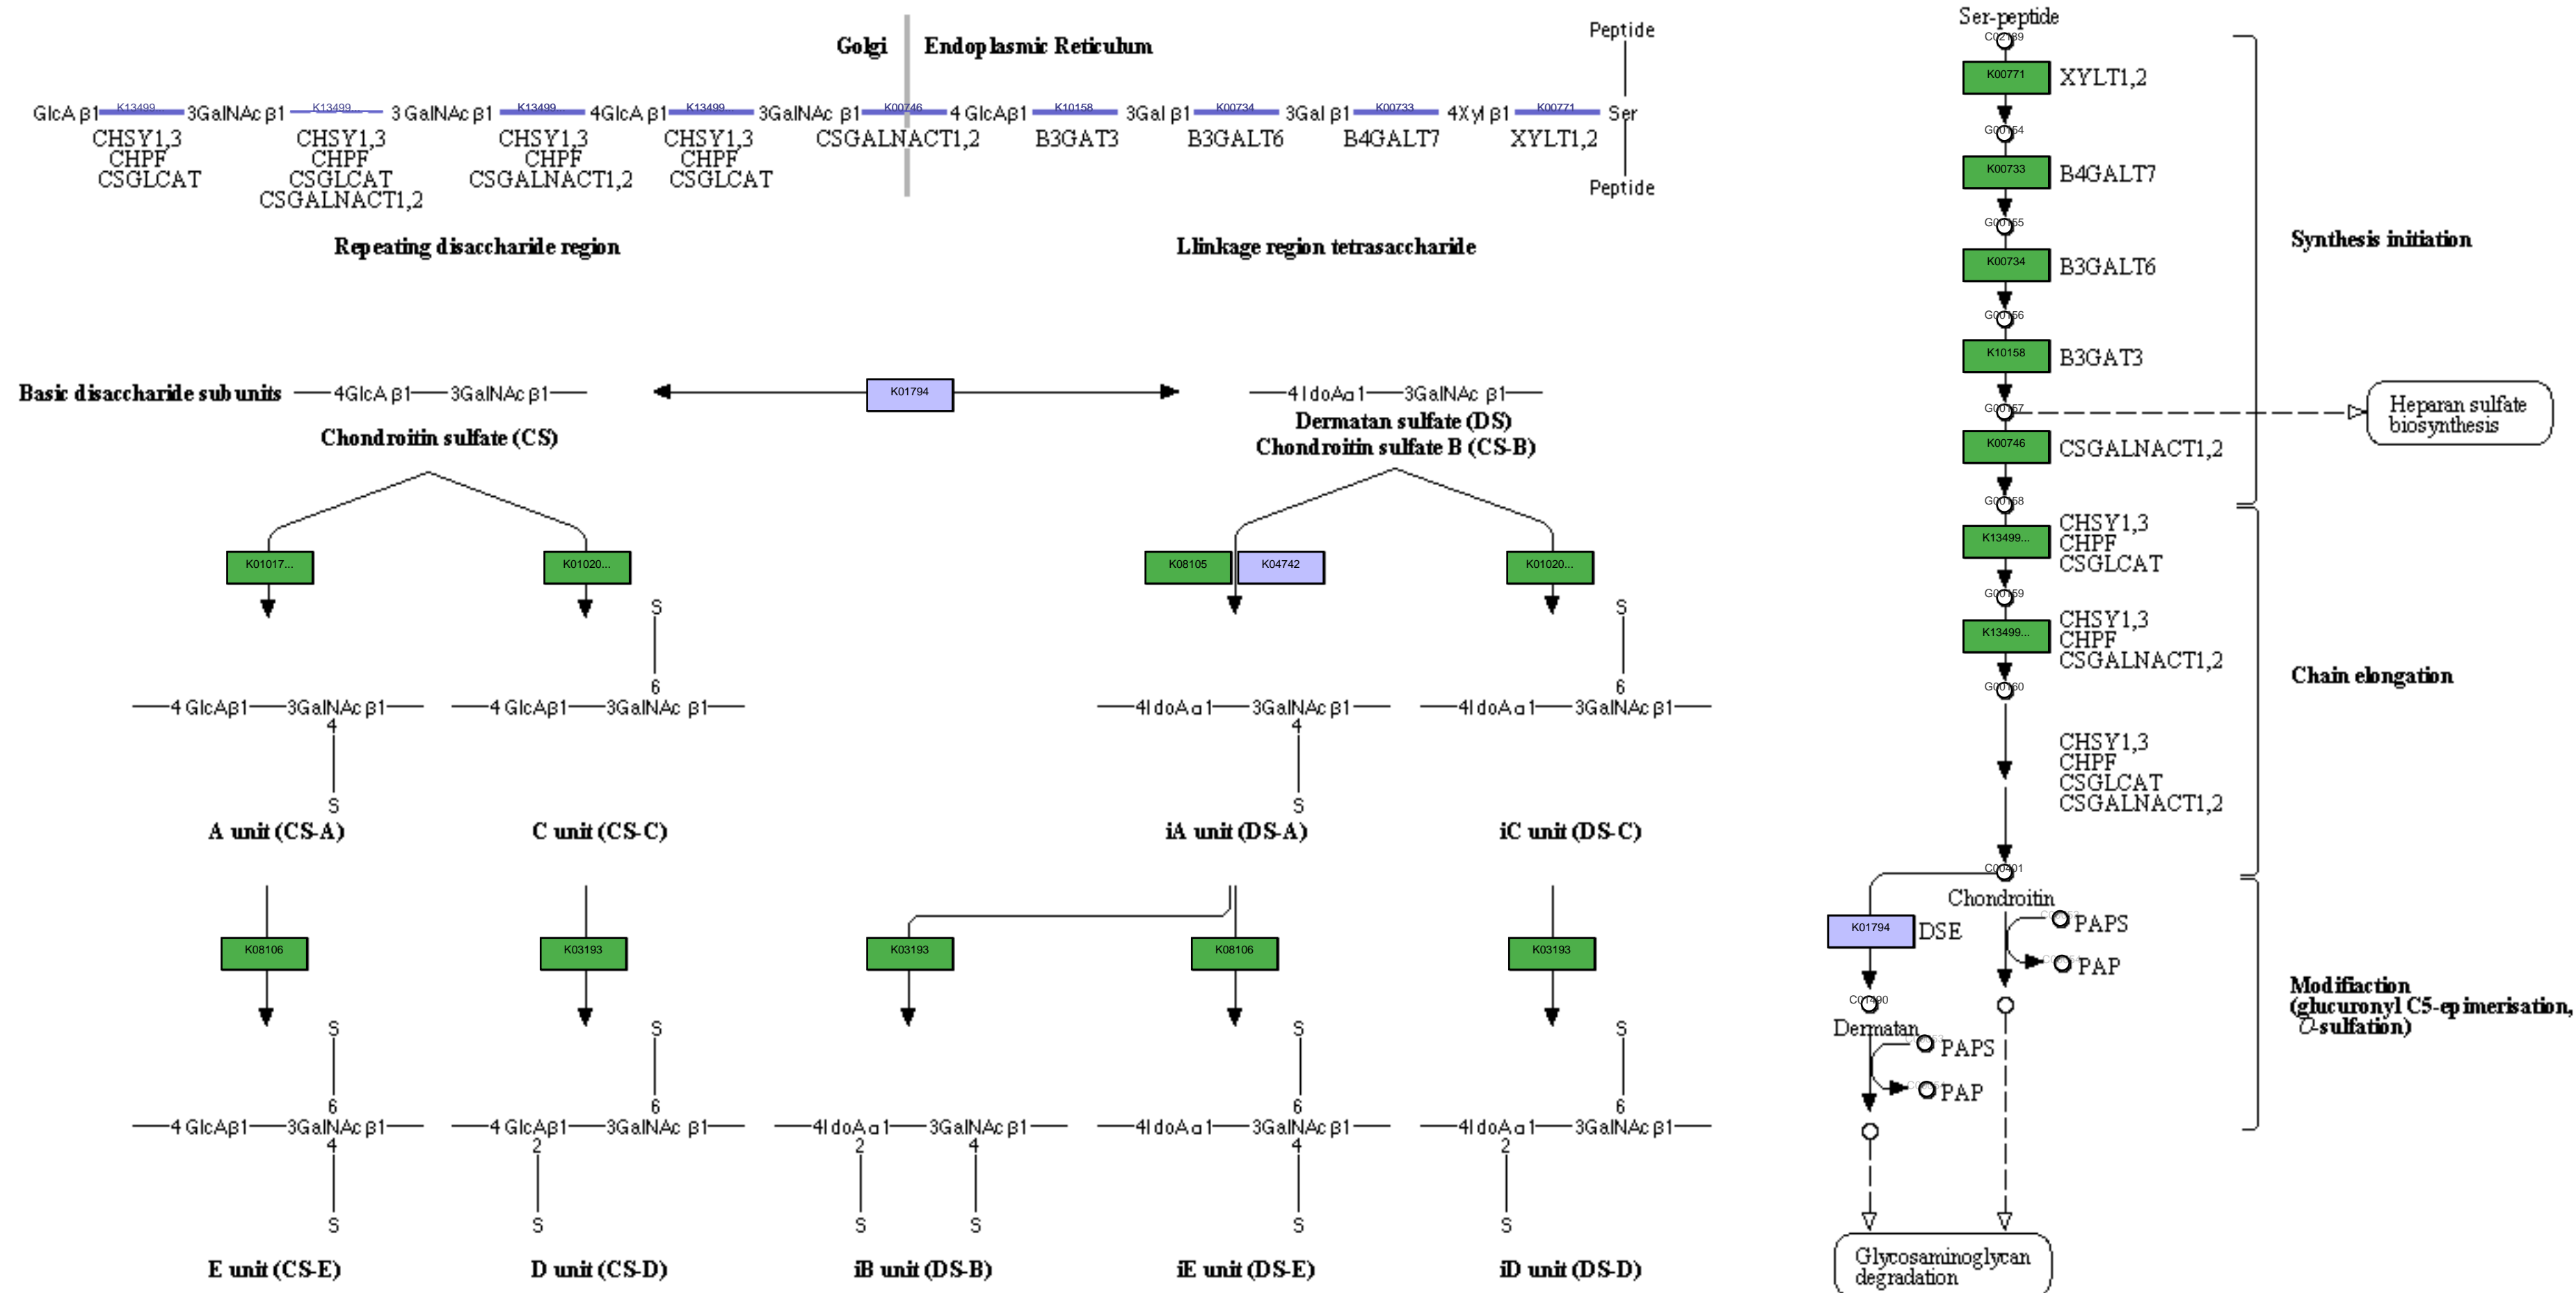 Golgi
Endoplasmic Reticulum
Peptide
GlcA β1 K13499... 3GalNAc β1 K13499... 3 GalNAc β1 K13499... 4GlcA β1 K13499... 3GalNAc β1 K00746 4 GlcAβ1 K10158 3Gal β1 K00734 3Gal β1 K00733 4Xyl β1 K00771 Ser
CHSY1,3 CHSY1,3 CHSY1,3 CHSY1,3 CSGALNACT1,2 B3GAT3 B3GALT6 B4GALT7 XYLT1,2
CHPF CHPF CHPF CHPF
CSGLCAT CSGLCAT CSGALNACT1,2 CSGLCAT
CSGALNACT1,2
Peptide
Repeating disaccharide region
Llinkage region tetrasaccharide
Basic disaccharide subunits
4GlcA β1 3GalNAc β1
K01794
4IdoAα1 3GalNAc β1
Chondroitin sulfate (CS)
Dermatan sulfate (DS)
Chondroitin sulfate B (CS-B)
K01017... K01020... K08105 K04742 K01020...
S S
6 6
4 GlcAβ1 3GalNAc β1 4 GlcAβ1 3GalNAc β1 4IdoAα1 3GalNAc β1 4IdoAα1 3GalNAc β1
4 4
S S
A unit (CS-A) C unit (CS-C) iA unit (DS-A) iC unit (DS-C)
K08106 K03193 K03193 K08106 K03193
S S S S
6 6 6 6
4 GlcAβ1 3GalNAc β1 4 GlcAβ1 3GalNAc β1 4IdoAα1 3GalNAc β1 4IdoAα1 3GalNAc β1 4IdoAα1 3GalNAc β1
4 2 2 4 4 2
S S S S S S
E unit (CS-E) D unit (CS-D) iB unit (DS-B) iE unit (DS-E) iD unit (DS-D)
Ser-peptide
C02189
K00771 XYLT1,2
G00154
K00733 B4GALT7
G00155
K00734 B3GALT6
G00156
K10158 B3GAT3
G00157
Heparan sulfate
biosynthesis
K00746 CSGALNACT1,2
G00158
Synthesis initiation
K13499...
CHSY1,3
CHPF
CSGLCAT
G00159
K13499...
CHSY1,3
CHPF
CSGALNACT1,2
G00160
Chain elongation
CHSY1,3
CHPF
CSGLCAT
CSGALNACT1,2
C00401
Chondroitin
K01794 DSE
PAPS
PAP
C01490
Dermatan
PAPS
PAP
Modifiaction
(glucuronyl C5-epimerisation,
O-sulfation)
Glycosaminoglycan
degradation